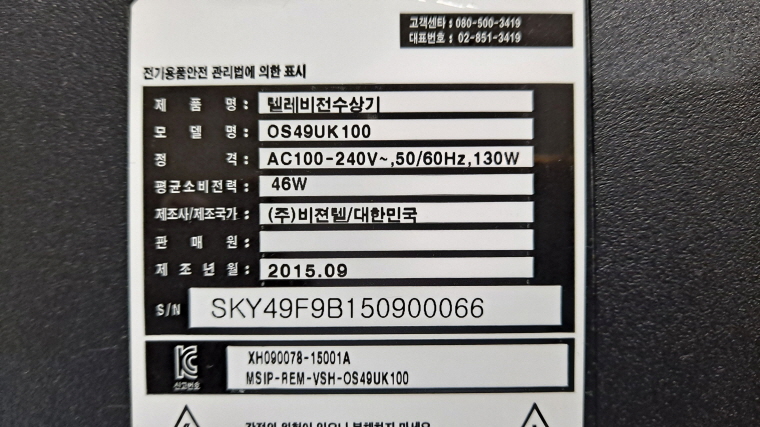 고객센타 : 080-500-3419
대표번호 : 02-851-3419
전기용품안전 관리법에 의한 표시
제 품 명 : 텔레비전수상기
모 델 명 : OS49UK100
정 격 : AC100-240V~,50/60Hz,130W
평균소비전력 : 46W
제조사/제조국가 : (주)비젼텔/대한민국
판 매 원 :
제 조 년 월 : 2015.09
S/N SKY49F9B150900066
신고번호
XH090078-15001A
MSIP-REM-VSH-OS49UK100